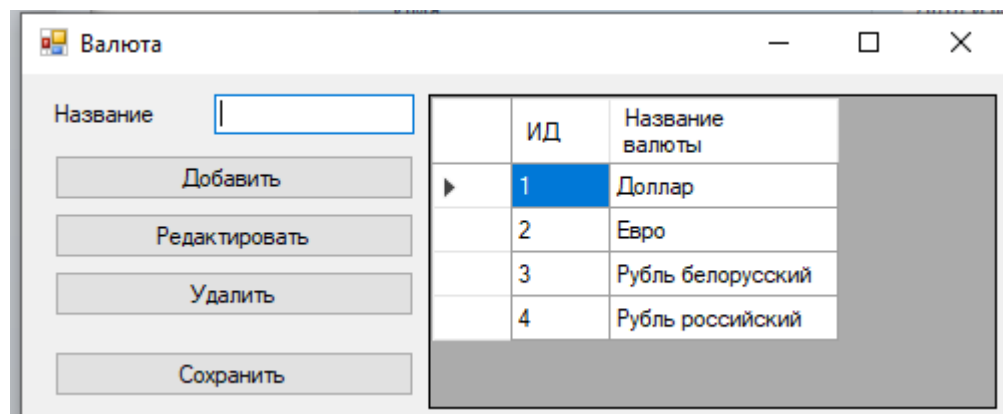 Валюта
Название
Добавить
Редактировать
Удалить
Сохранить
ИД Название
валюты
1 Доллар
2 Евро
3 Рубль белорусский
4 Рубль российский